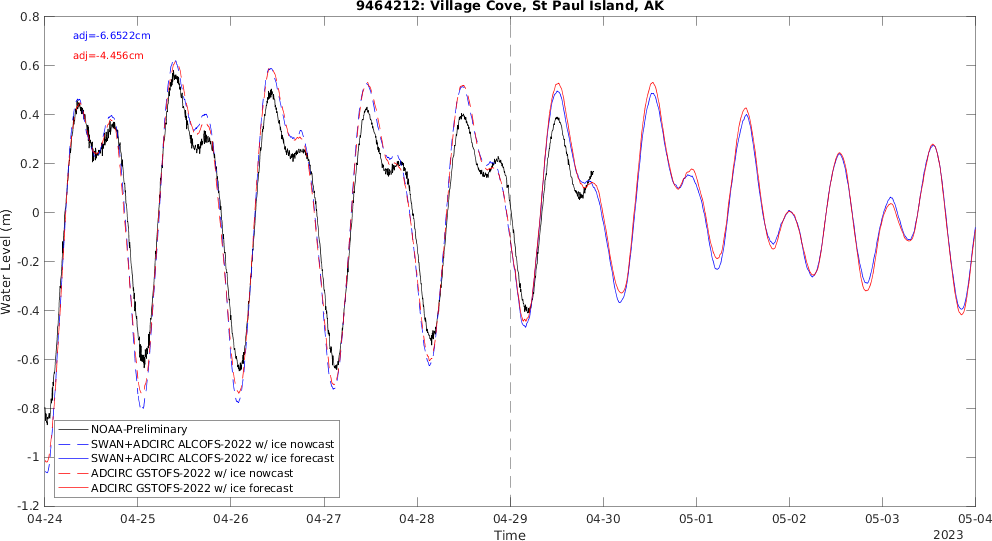 9464212: Village Cove, St Paul Island, AK
adj=-6.6522cm
adj=-4.456cm
0.8
0.6
0.4
0.2
0
-0.2
-0.4
-0.6
-0.8
-1
-1.2
Water Level (m)
NOAA-Preliminary
SWAN+ADCIRC ALCOFS-2022 w/ ice nowcast
SWAN+ADCIRC ALCOFS-2022 w/ ice forecast
ADCIRC GSTOFS-2022 w/ ice nowcast
ADCIRC GSTOFS-2022 w/ ice forecast
04-24 04-25 04-26 04-27 04-28 04-29 04-30 05-01 05-02 05-03 05-04
Time
2023